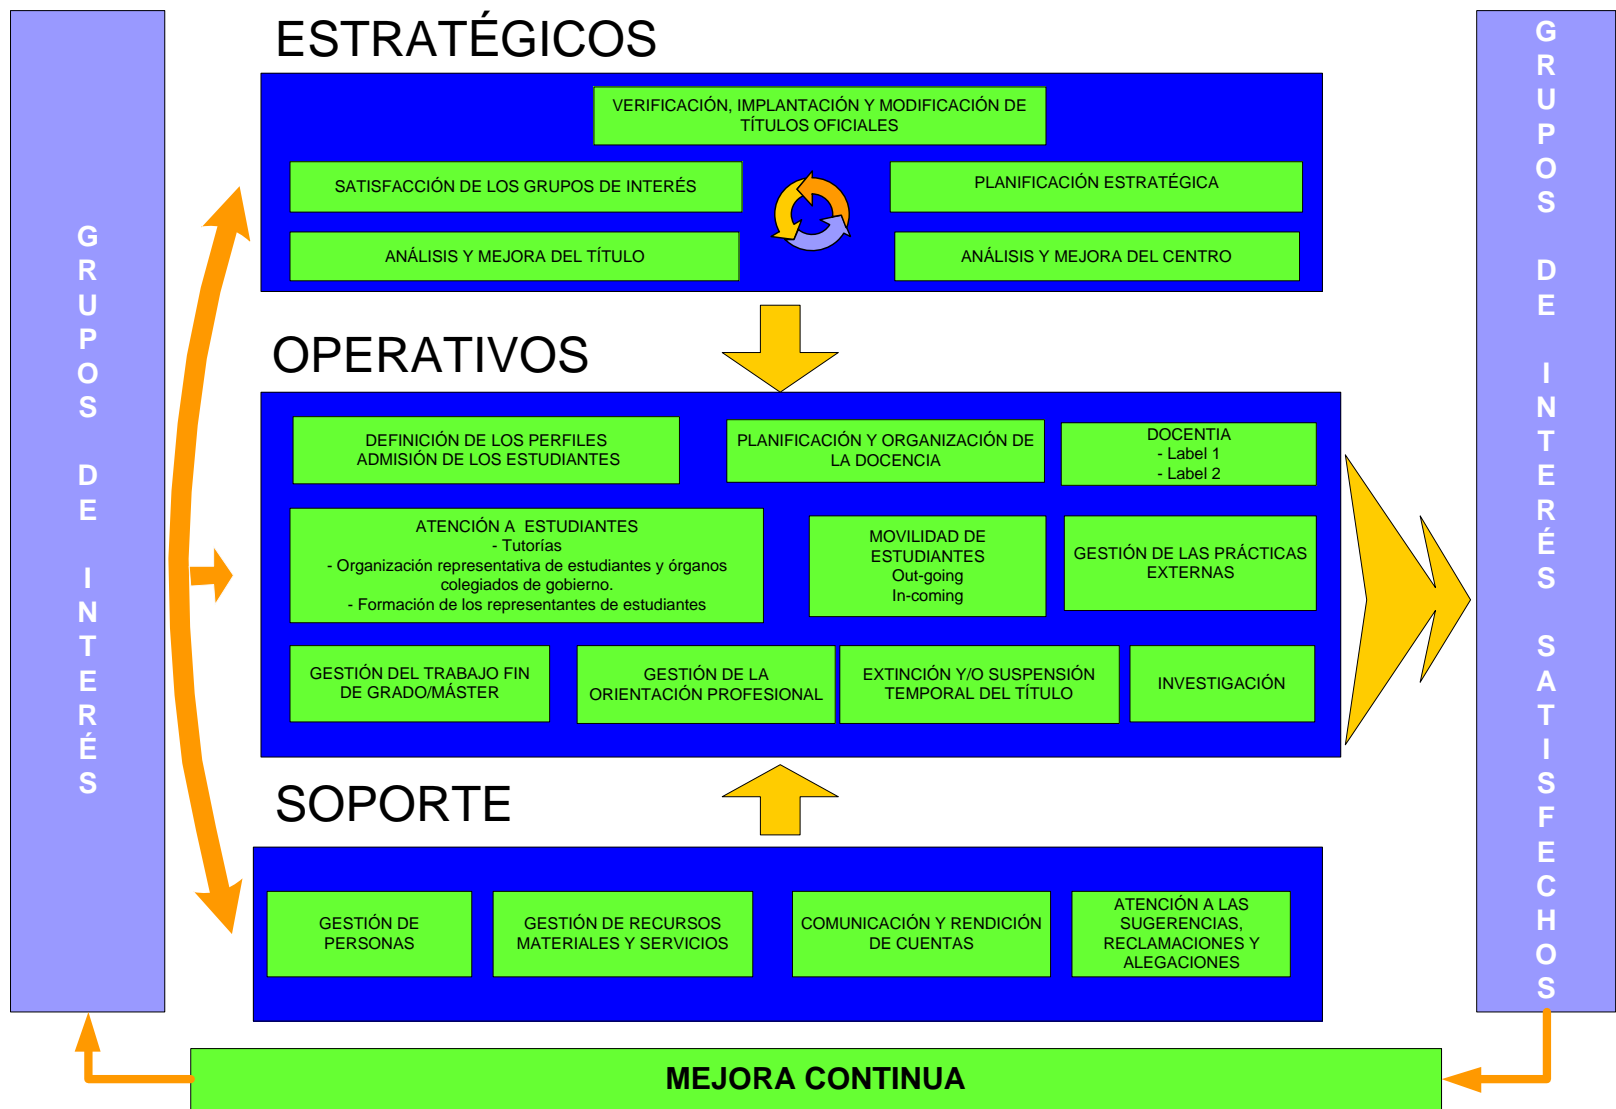 GRUPOS DE INTERÉS
ESTRATÉGICOS
VERIFICACIÓN, IMPLANTACIÓN Y MODIFICACIÓN DE
TÍTULOS OFICIALES
SATISFACCIÓN DE LOS GRUPOS DE INTERÉS
PLANIFICACIÓN ESTRATÉGICA
ANÁLISIS Y MEJORA DEL TÍTULO
ANÁLISIS Y MEJORA DEL CENTRO
OPERATIVOS
DEFINICIÓN DE LOS PERFILES
ADMISIÓN DE LOS ESTUDIANTES
PLANIFICACIÓN Y ORGANIZACIÓN DE
LA DOCENCIA
DOCENTIA
- Label 1
- Label 2
ATENCIÓN A  ESTUDIANTES
- Tutorías
- Organización representativa de estudiantes y órganos
colegiados de gobierno.
- Formación de los representantes de estudiantes
MOVILIDAD DE
ESTUDIANTES
Out-going
In-coming
GESTIÓN DE LAS PRÁCTICAS
EXTERNAS
GESTIÓN DEL TRABAJO FIN
DE GRADO/MÁSTER
GESTIÓN DE LA
ORIENTACIÓN PROFESIONAL
EXTINCIÓN Y/O SUSPENSIÓN
TEMPORAL DEL TÍTULO
INVESTIGACIÓN
SOPORTE
GESTIÓN DE
PERSONAS
GESTIÓN DE RECURSOS
MATERIALES Y SERVICIOS
COMUNICACIÓN Y RENDICIÓN
DE CUENTAS
ATENCIÓN A LAS
SUGERENCIAS,
RECLAMACIONES Y
ALEGACIONES
GRUPOS DE INTERÉS SATISFECHOS
MEJORA CONTINUA